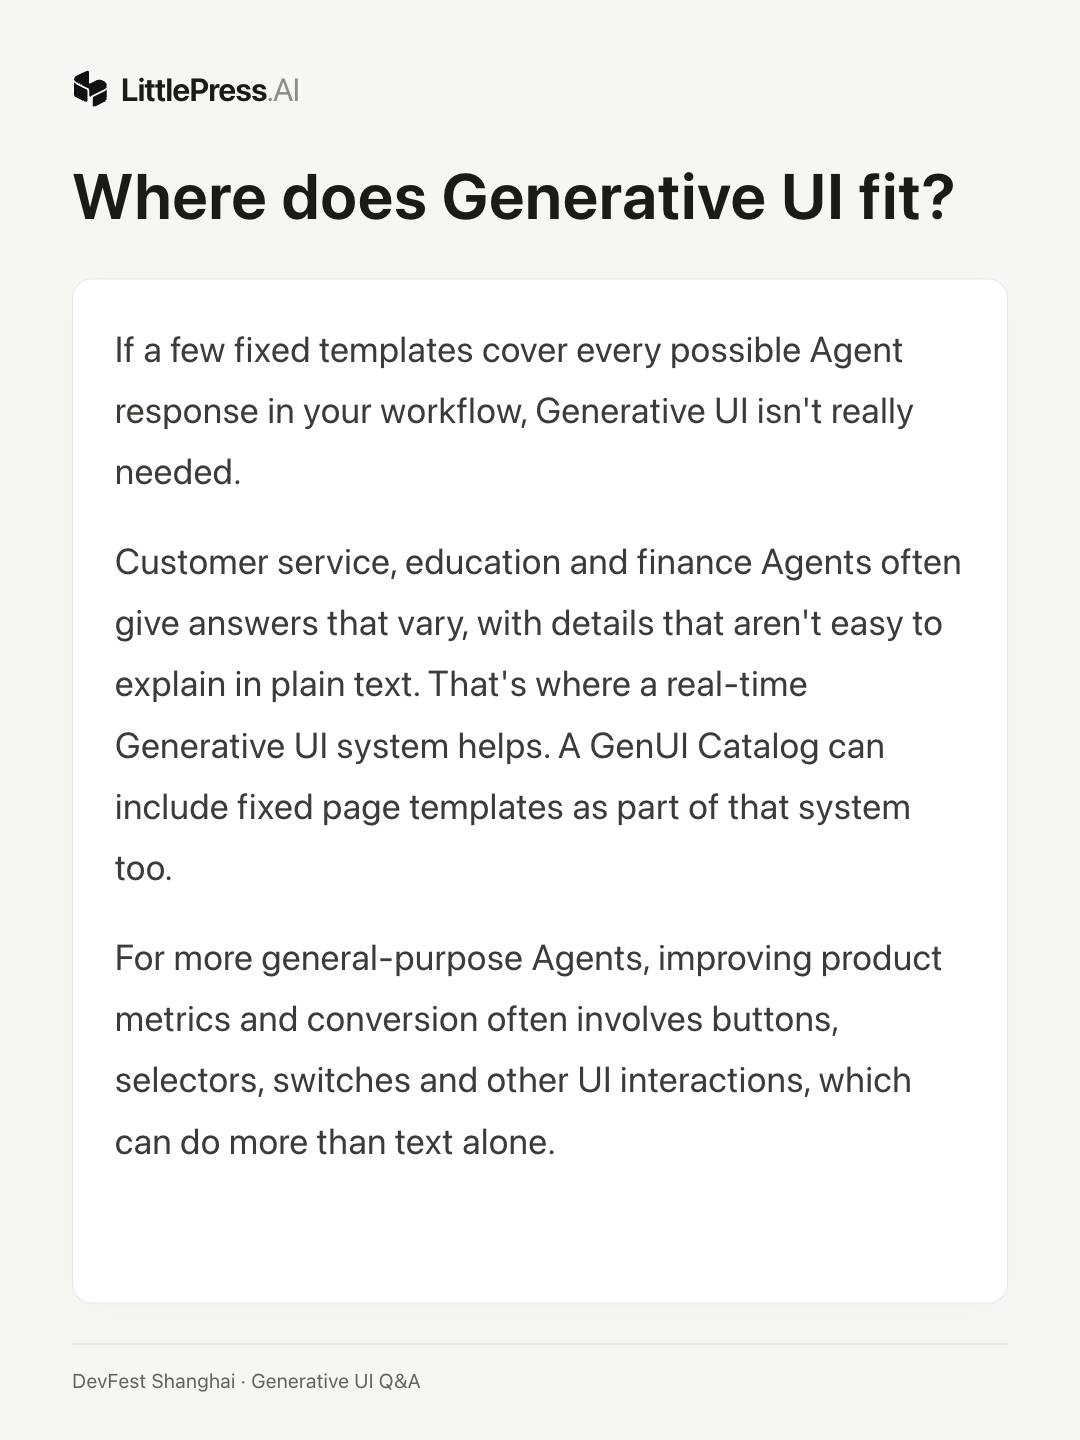 LittlePress.AI
Where does Generative UI fit?
If a few fixed templates cover every possible Agent
response in your workflow, Generative UI isn't really
needed.
Customer service, education and finance Agents often
give answers that vary, with details that aren't easy to
explain in plain text. That's where a real-time
Generative UI system helps. A GenUI Catalog can
include fixed page templates as part of that system
too.
For more general-purpose Agents, improving product
metrics and conversion often involves buttons,
selectors, switches and other UI interactions, which
can do more than text alone.
DevFest Shanghai · Generative UI Q&A